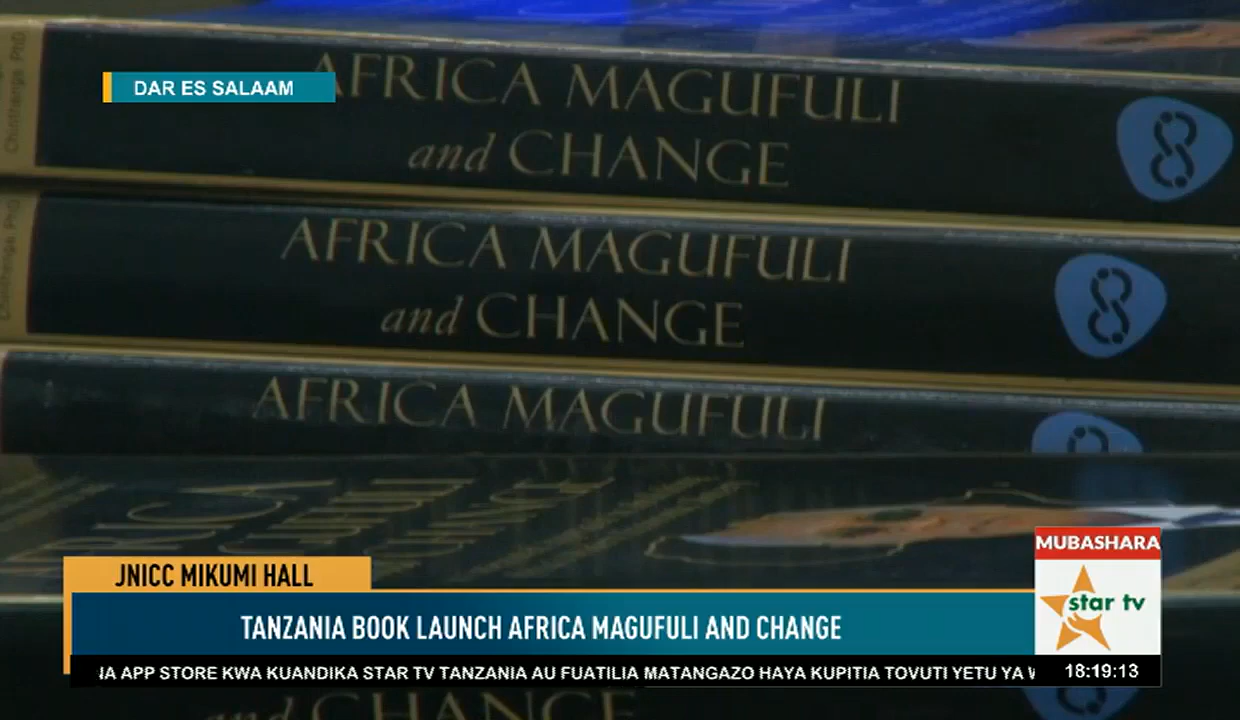 DAR ES SALAAM
AFRICA MAGUFULI
and CHANGE
AFRICA MAGUFULI
and CHANGE
AFRICA MAGUFULI
MUBASHARA
star tv
JNICC MIKUMI HALL
TANZANIA BOOK LAUNCH AFRICA MAGUFULI AND CHANGE
APP STORE KWA KUANDIKA STAR TV TANZANIA AU FUATILIA MATANGAZO HAYA KUPITIA TOVUTI YETU YA
18:19:13
and CHANGE